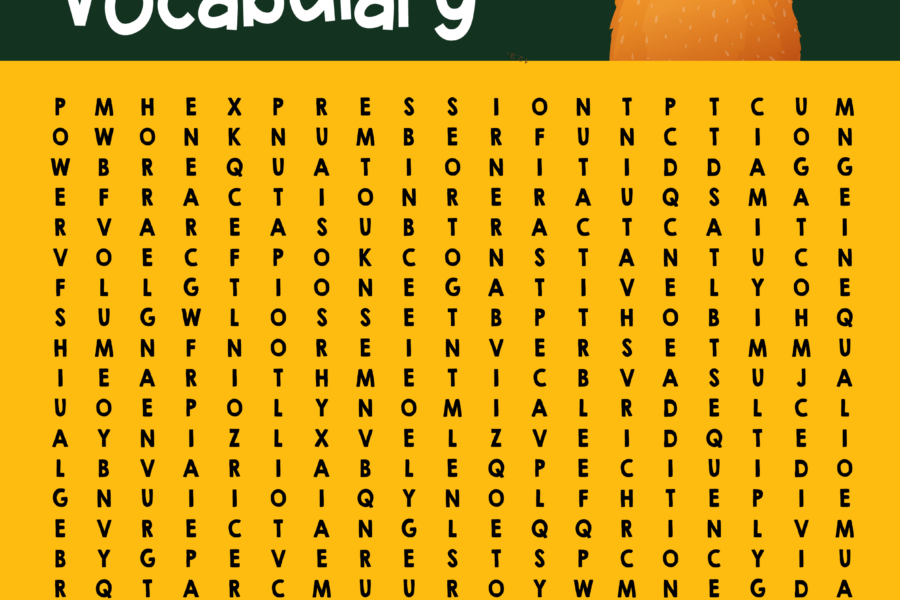 Vocabulary
P M H E X P R E S S I O N T P T C U M
O W O N K N U M B E R F U N C T I O N
W B R E Q U A T I O N I T I D D A G G
E F R A C T I O N R E R A U Q S M A E
R V A R E A S U B T R A C T C A I T I
V O E C F P O K C O N S T A N T U C N
F L L G T I O N E G A T I V E L Y O E
S U G W L O S S E T B P T H O B I H Q
H M N F N O R E I N V E R S E T M M U
I E A R I T H M E T I C B V A S U J A
U O E P O L Y N O M I A L R D E L C L
A Y N I Z L X V E L Z V E I D Q T E I
L B V A R I A B L E Q P E C I U I D O
G N U I I O I Q Y N O L F H T E P I E
E V R E C T A N G L E Q Q R I N L V M
B Y G P E V E R E S T S P C O C Y I U
R Q T A R C M U U R O Y W M N E G D A